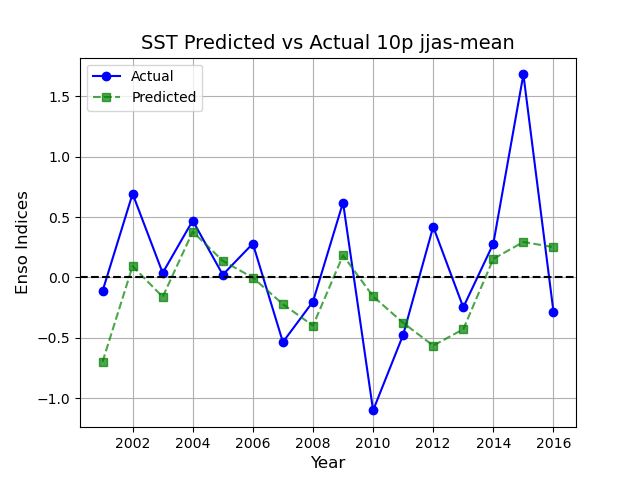 SST Predicted vs Actual 10p jjas-mean
Actual
Predicted
Enso Indices
1.5
1.0
0.5
0.0
−0.5
−1.0
2002 2004 2006 2008 2010 2012 2014 2016
Year